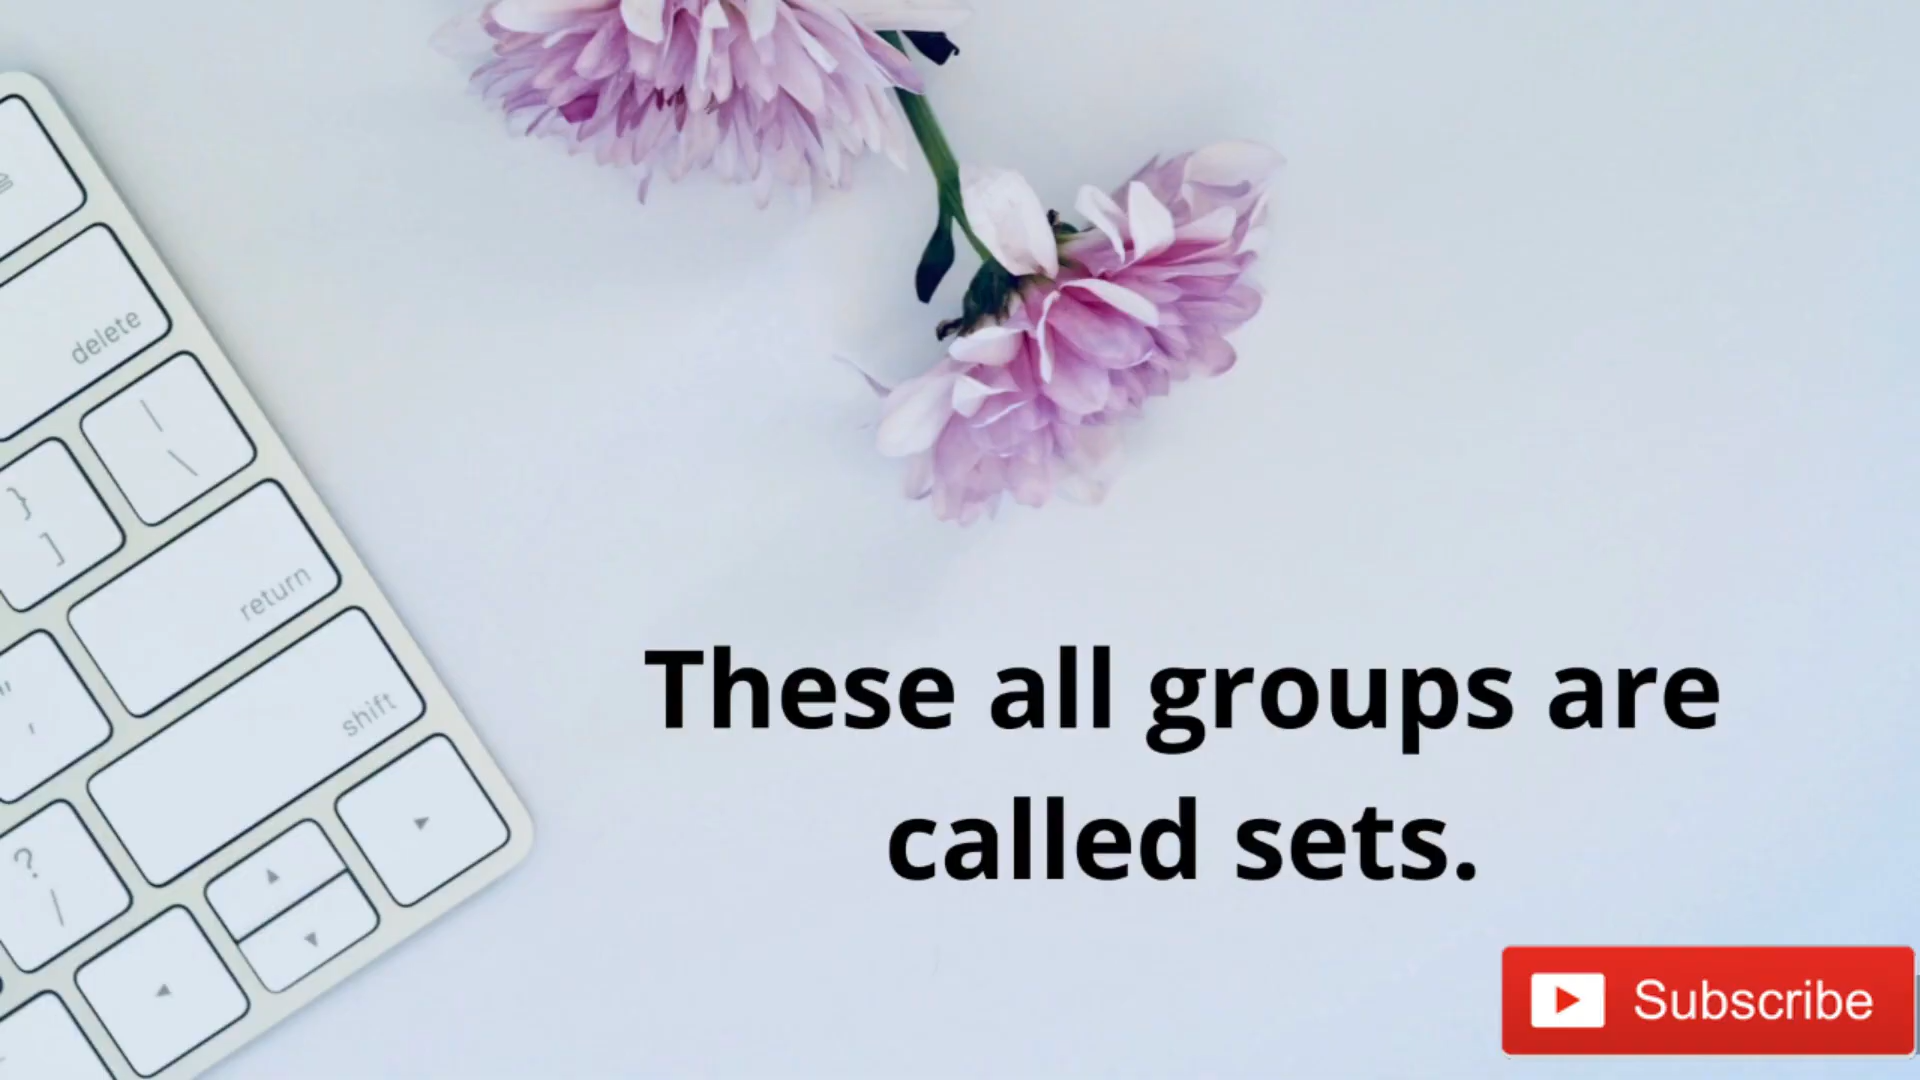 delete
|
\
}
]
return
"
,
shift
?
/
These all groups are
called sets.
Subscribe